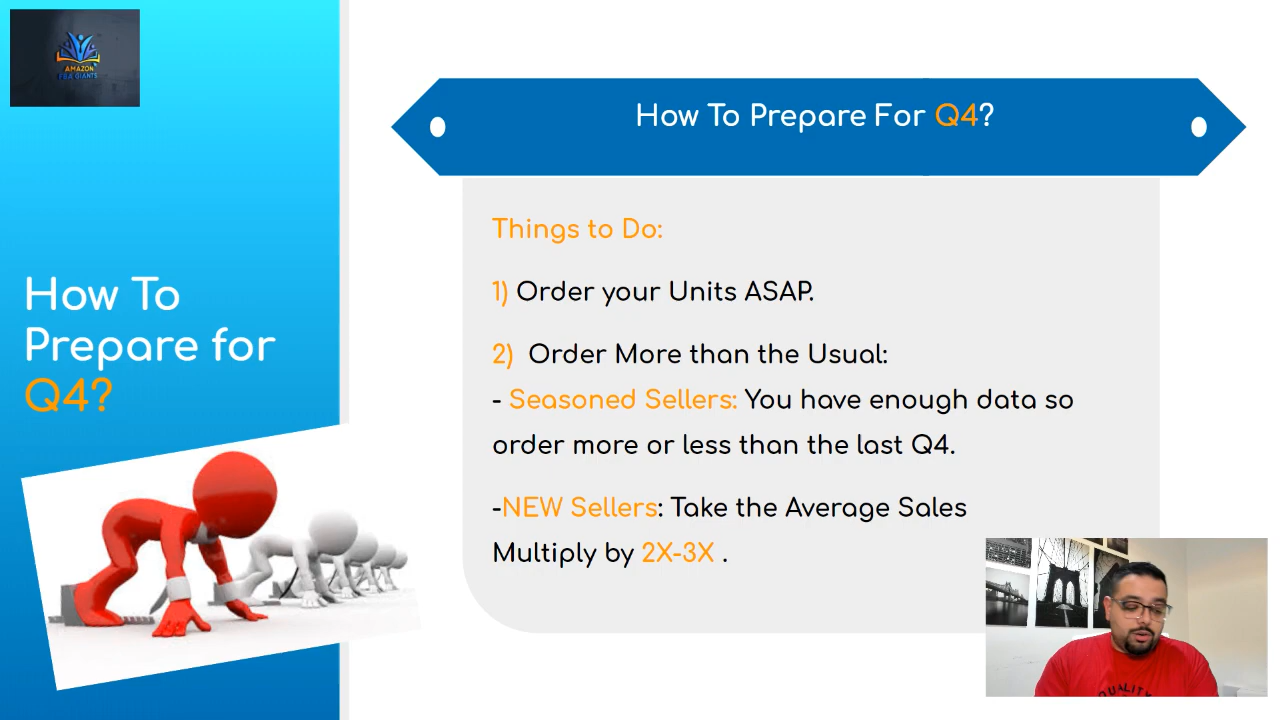 AMAZON
FBA GIANTS
How To Prepare For Q4?
How To
Prepare for
Q4?
Things to Do:
1) Order your Units ASAP.
2) Order More than the Usual:
- Seasoned Sellers: You have enough data so
order more or less than the last Q4.
-NEW Sellers: Take the Average Sales
Multiply by 2X-3X .
QUALITY